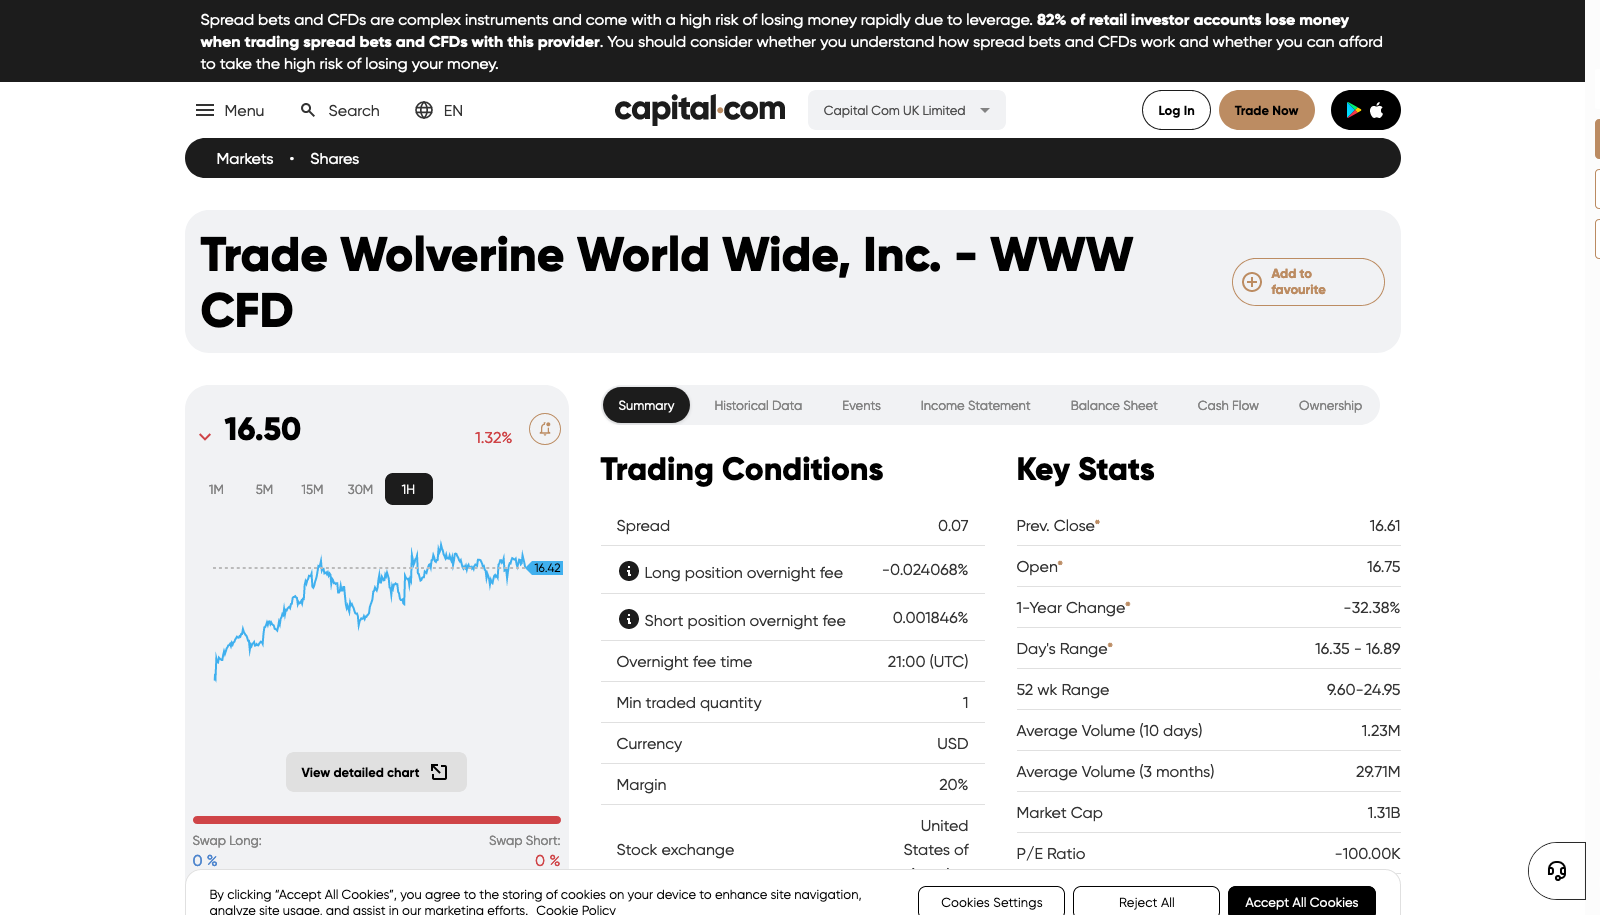 Spread bets and CFDs are complex instruments and come with a high risk of losing money rapidly due to leverage. 82% of retail investor accounts lose money
when trading spread bets and CFDs with this provider. You should consider whether you understand how spread bets and CFDs work and whether you can afford
to take the high risk of losing your money.
Menu Search EN capital.com Capital Com UK Limited Log In Trade Now
Markets • Shares
Trade Wolverine World Wide, Inc. - WWW
CFD
Add to
favourite
16.50 1.32%
1M 5M 15M 30M 1H
16.42
View detailed chart
Swap Long: Swap Short:
0 % 0 %
Summary Historical Data Events Income Statement Balance Sheet Cash Flow Ownership
Trading Conditions
Spread 0.07
Long position overnight fee -0.024068%
Short position overnight fee 0.001846%
Overnight fee time 21:00 (UTC)
Min traded quantity 1
Currency USD
Margin 20%
Stock exchange United
States of
Key Stats
Prev. Close* 16.61
Open* 16.75
1-Year Change* -32.38%
Day's Range* 16.35 - 16.89
52 wk Range 9.60-24.95
Average Volume (10 days) 1.23M
Average Volume (3 months) 29.71M
Market Cap 1.31B
P/E Ratio -100.00K
By clicking “Accept All Cookies”, you agree to the storing of cookies on your device to enhance site navigation,
analyze site usage, and assist in our marketing efforts. Cookie Policy
Cookies Settings Reject All Accept All Cookies